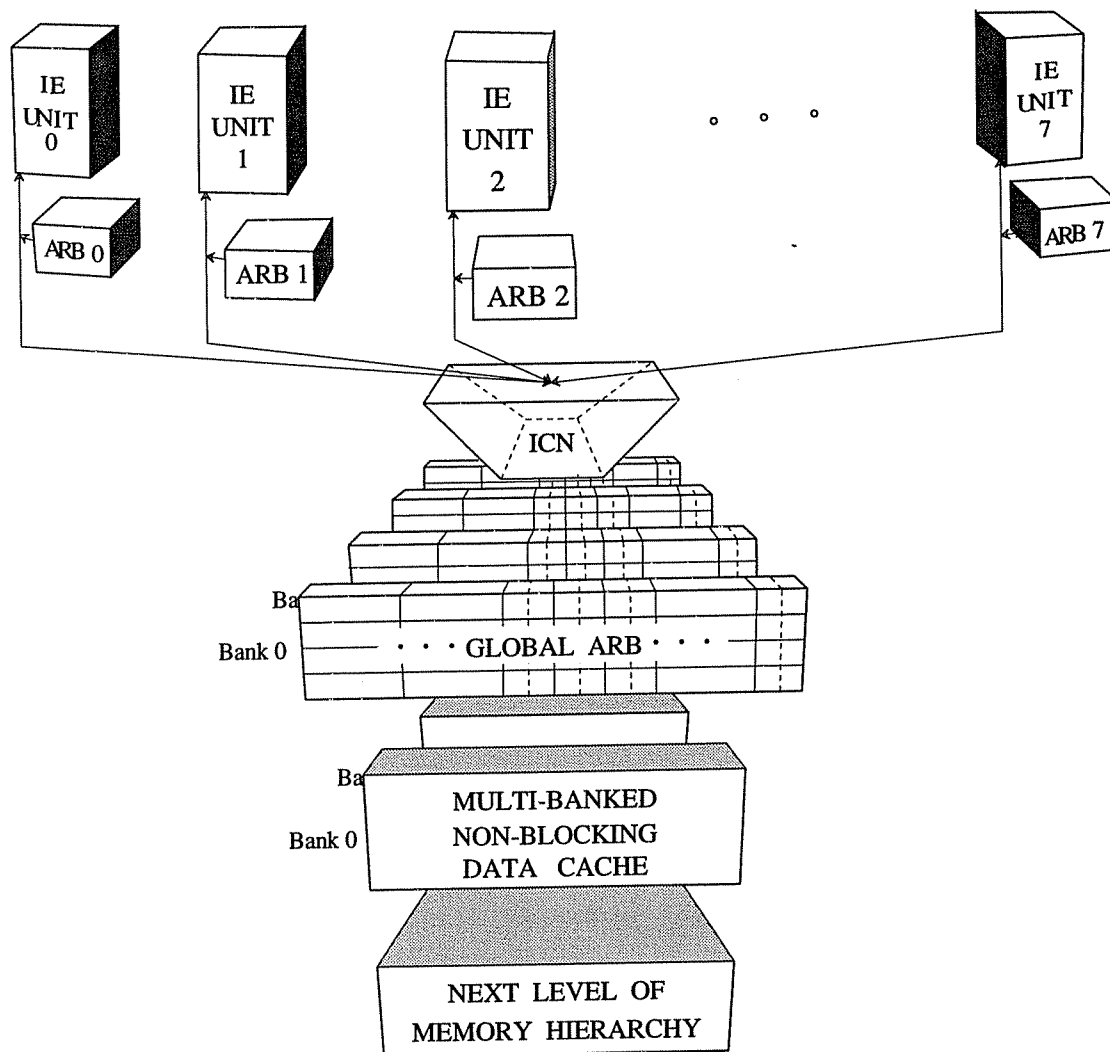 IE
UNIT
0
IE
UNIT
1
IE
UNIT
2
IE
UNIT
7
ARB 0
ARB 1
ARB 2
ARB 7
ICN
Ba
Bank 0
GLOBAL ARB
Ba
Bank 0
MULTI-BANKED
NON-BLOCKING
DATA CACHE
NEXT LEVEL OF
MEMORY HIERARCHY